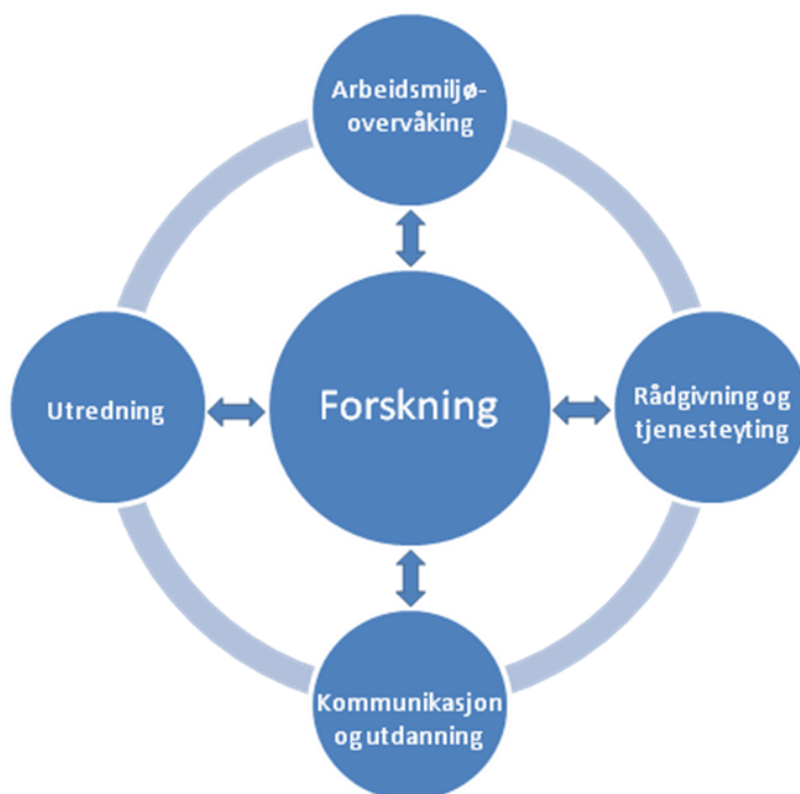 Arbeidsmiljø-
overvåking
Utredning
Forskning
Rådgivning og
tjenesteyting
Kommunikasjon
og utdanning